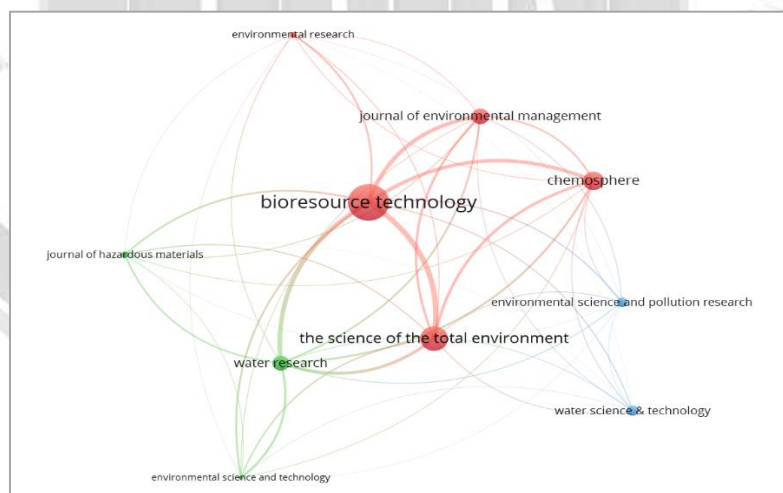 environmental research
journal of environmental management
chemosphere
bioresource technology
journal of hazardous materials
environmental science and pollution research
the science of the total environment
water research
water science & technology
environmental science and technology